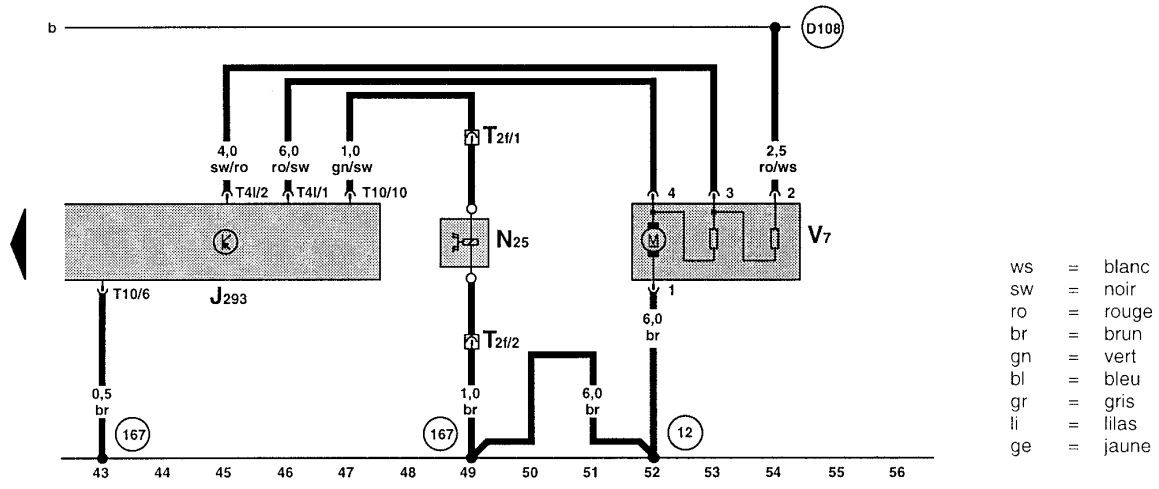 b
D108
T2f/1
4,0 6,0 1,0 2,5
sw/ro ro/sw gn/sw ro/ws
T4l/2 T4l/1 T10/10 4 3 2
M
N25
V7
T10/6
J293
1
6,0
br
T2f/2
0,5 1,0 6,0
br br br
167 167 12
43 44 45 46 47 48 49 50 51 52 53 54 55 56
ws = blanc
sw = noir
ro = rouge
br = brun
gn = vert
bl = bleu
gr = gris
li = lilas
ge = jaune